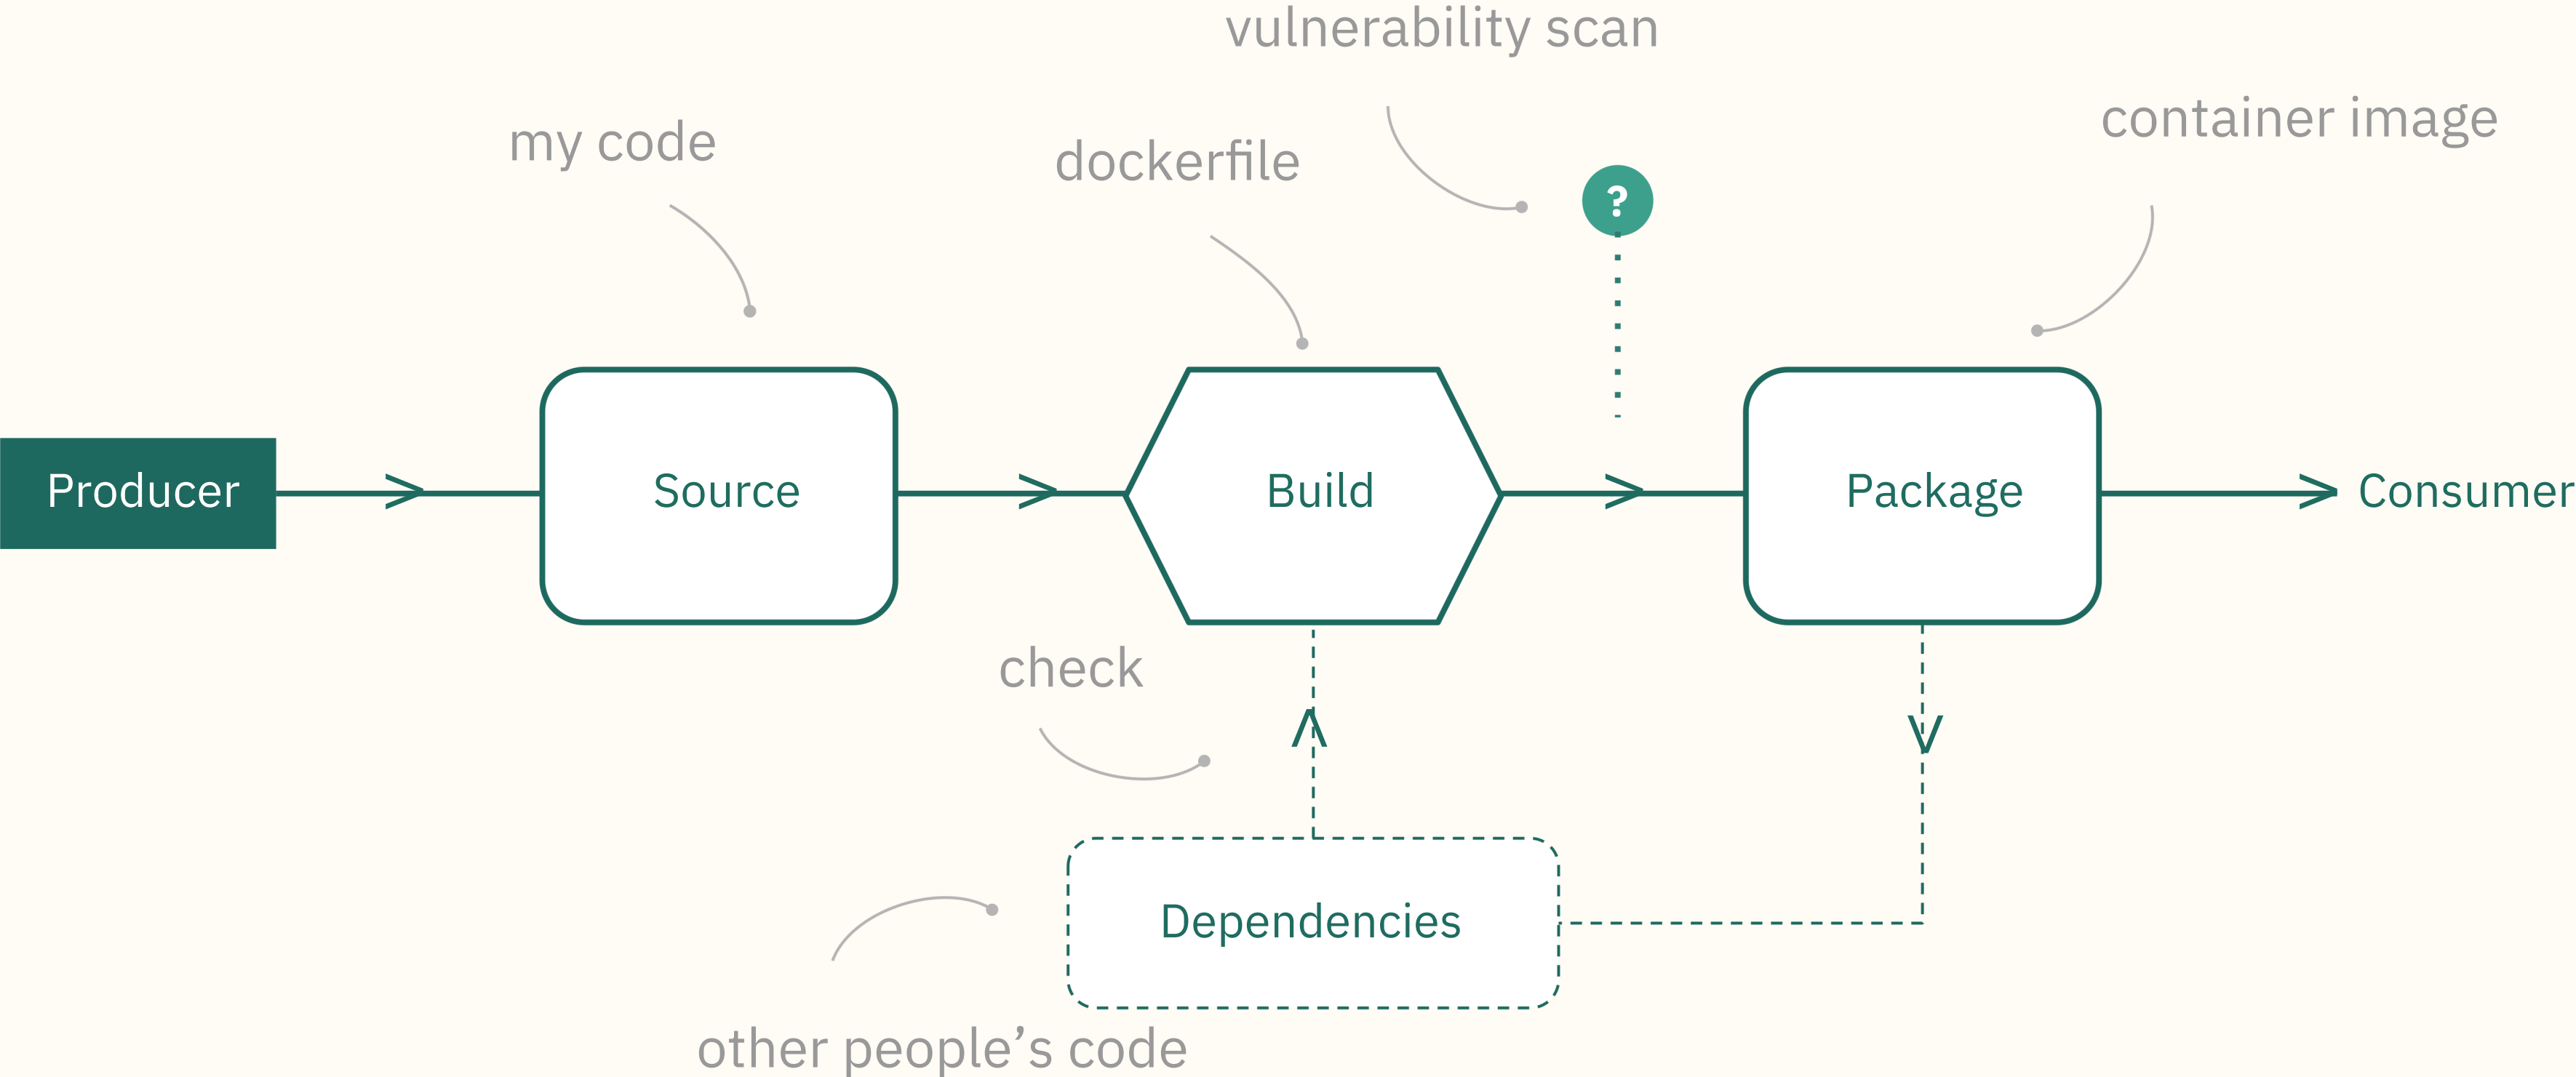 vulnerability scan
container image
my code
dockerfile
?
Producer
Source
Build
Package
Consumer
check
Dependencies
other people’s code